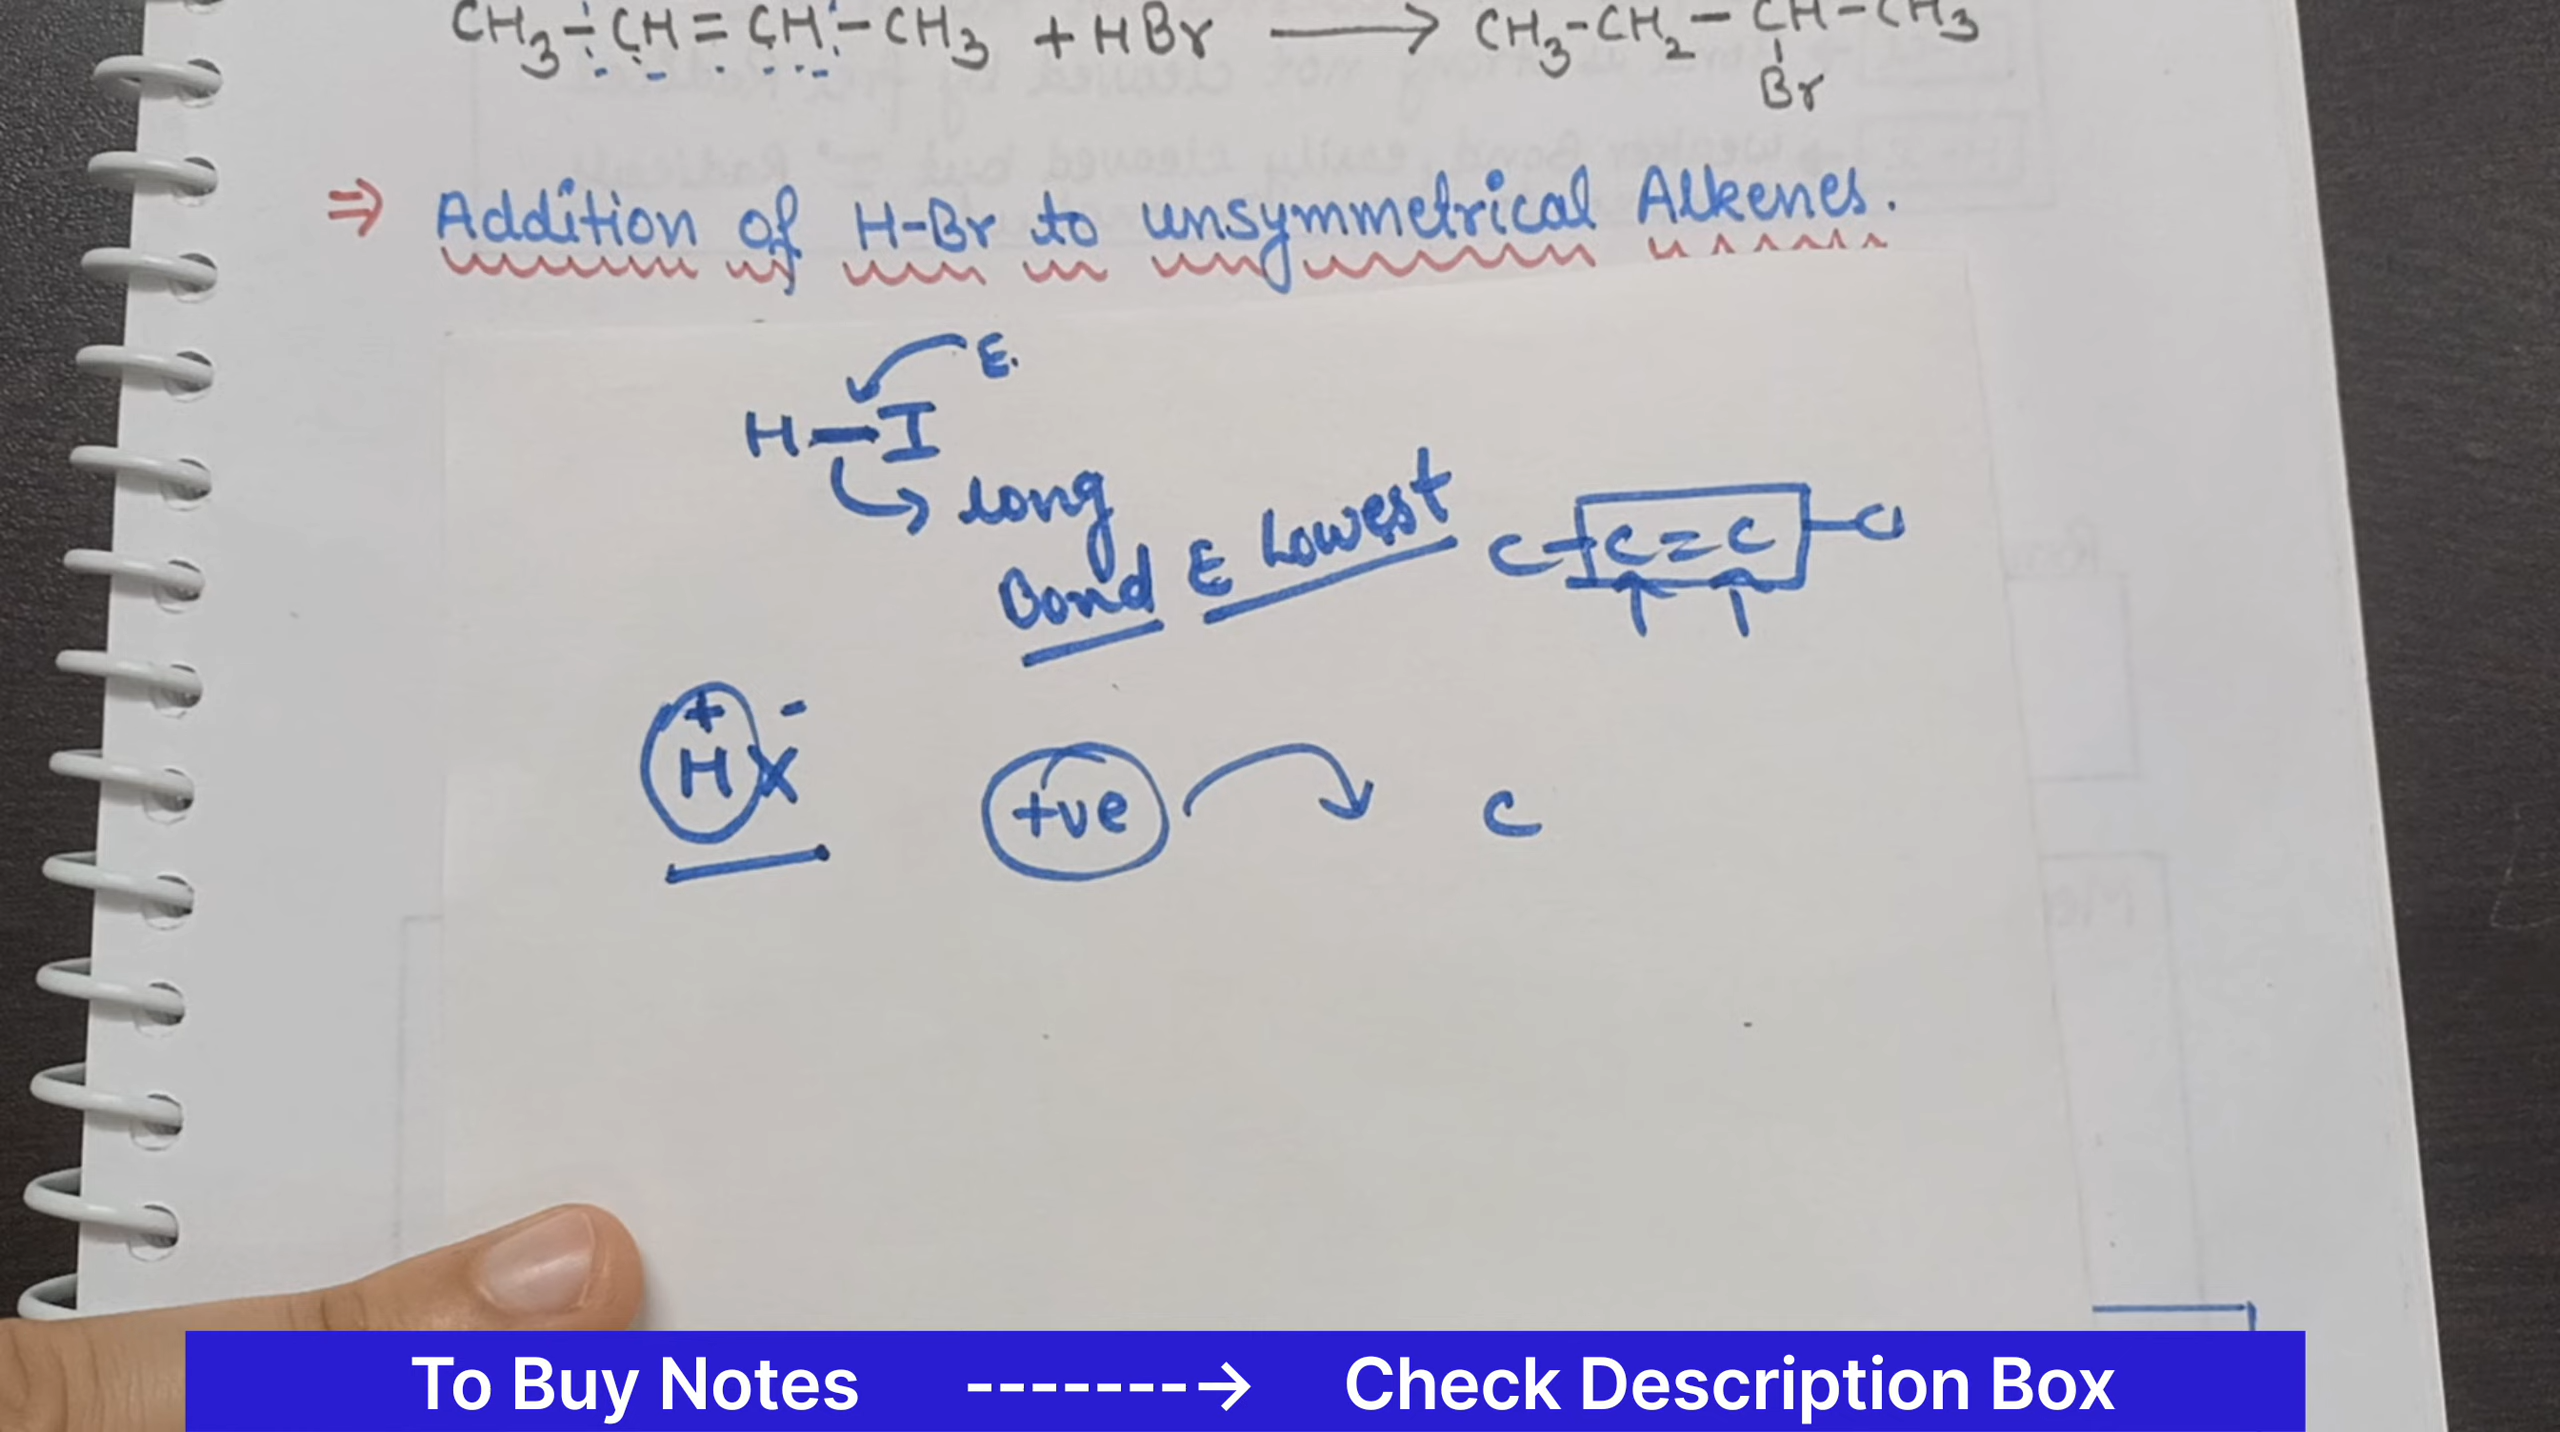 CH3-CH=CH-CH3 + HBr ⟶ CH3-CH2-CH-CH3
Br
⇒ Addition of H-Br to unsymmetrical Alkenes.
E.
H-I
long
Bond E Lowest
C-C=C-C
+ -
HX
+ve
C
To Buy Notes -------→ Check Description Box